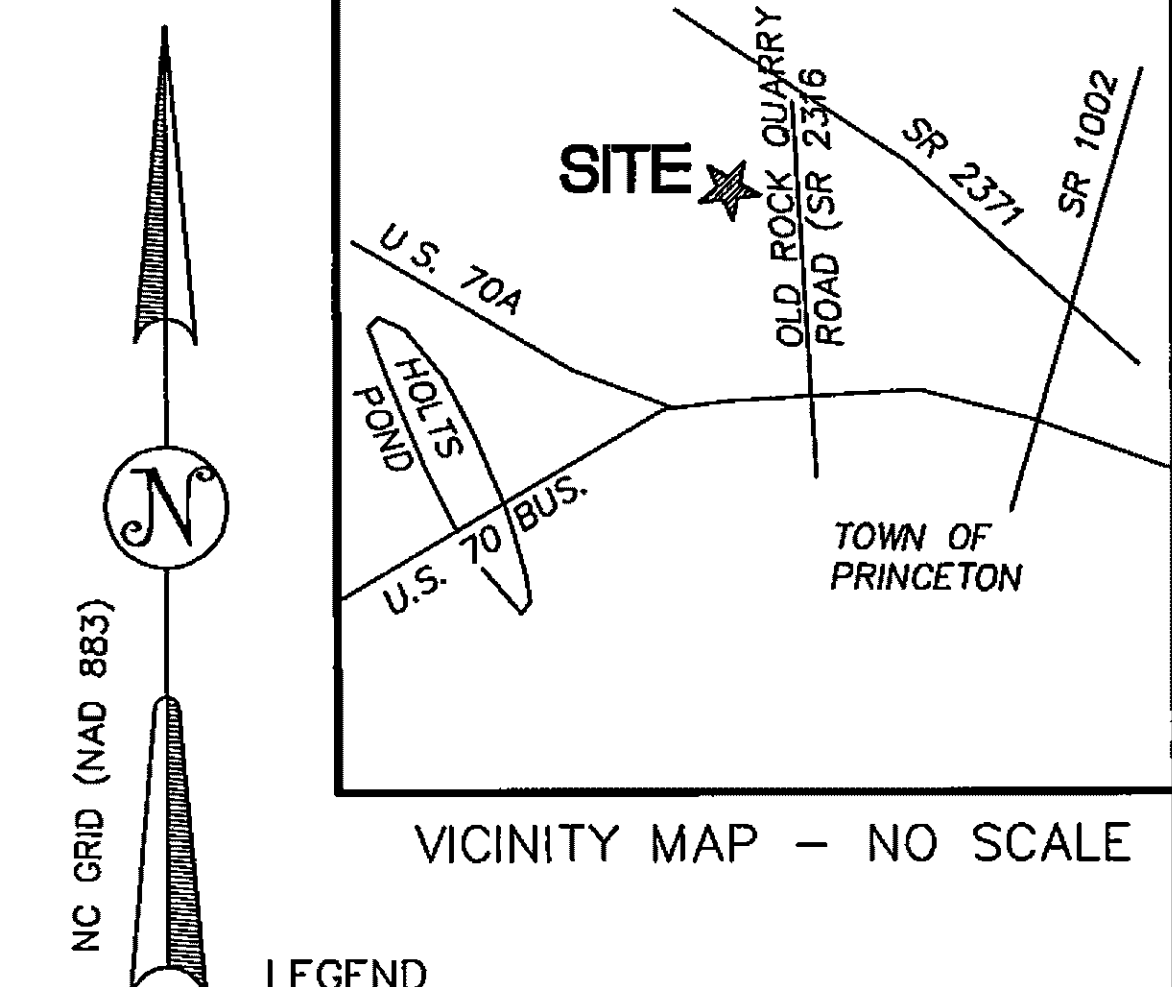 OLD ROCK QUARRY
ROAD (SR 2316
SR 2371
SR 1002
SITE
U.S. 70A
HOLTS
POND
U.S. 70 BUS.
TOWN OF
PRINCETON
N
NC GRID (NAD 883)
VICINITY MAP – NO SCALE
LEGEND